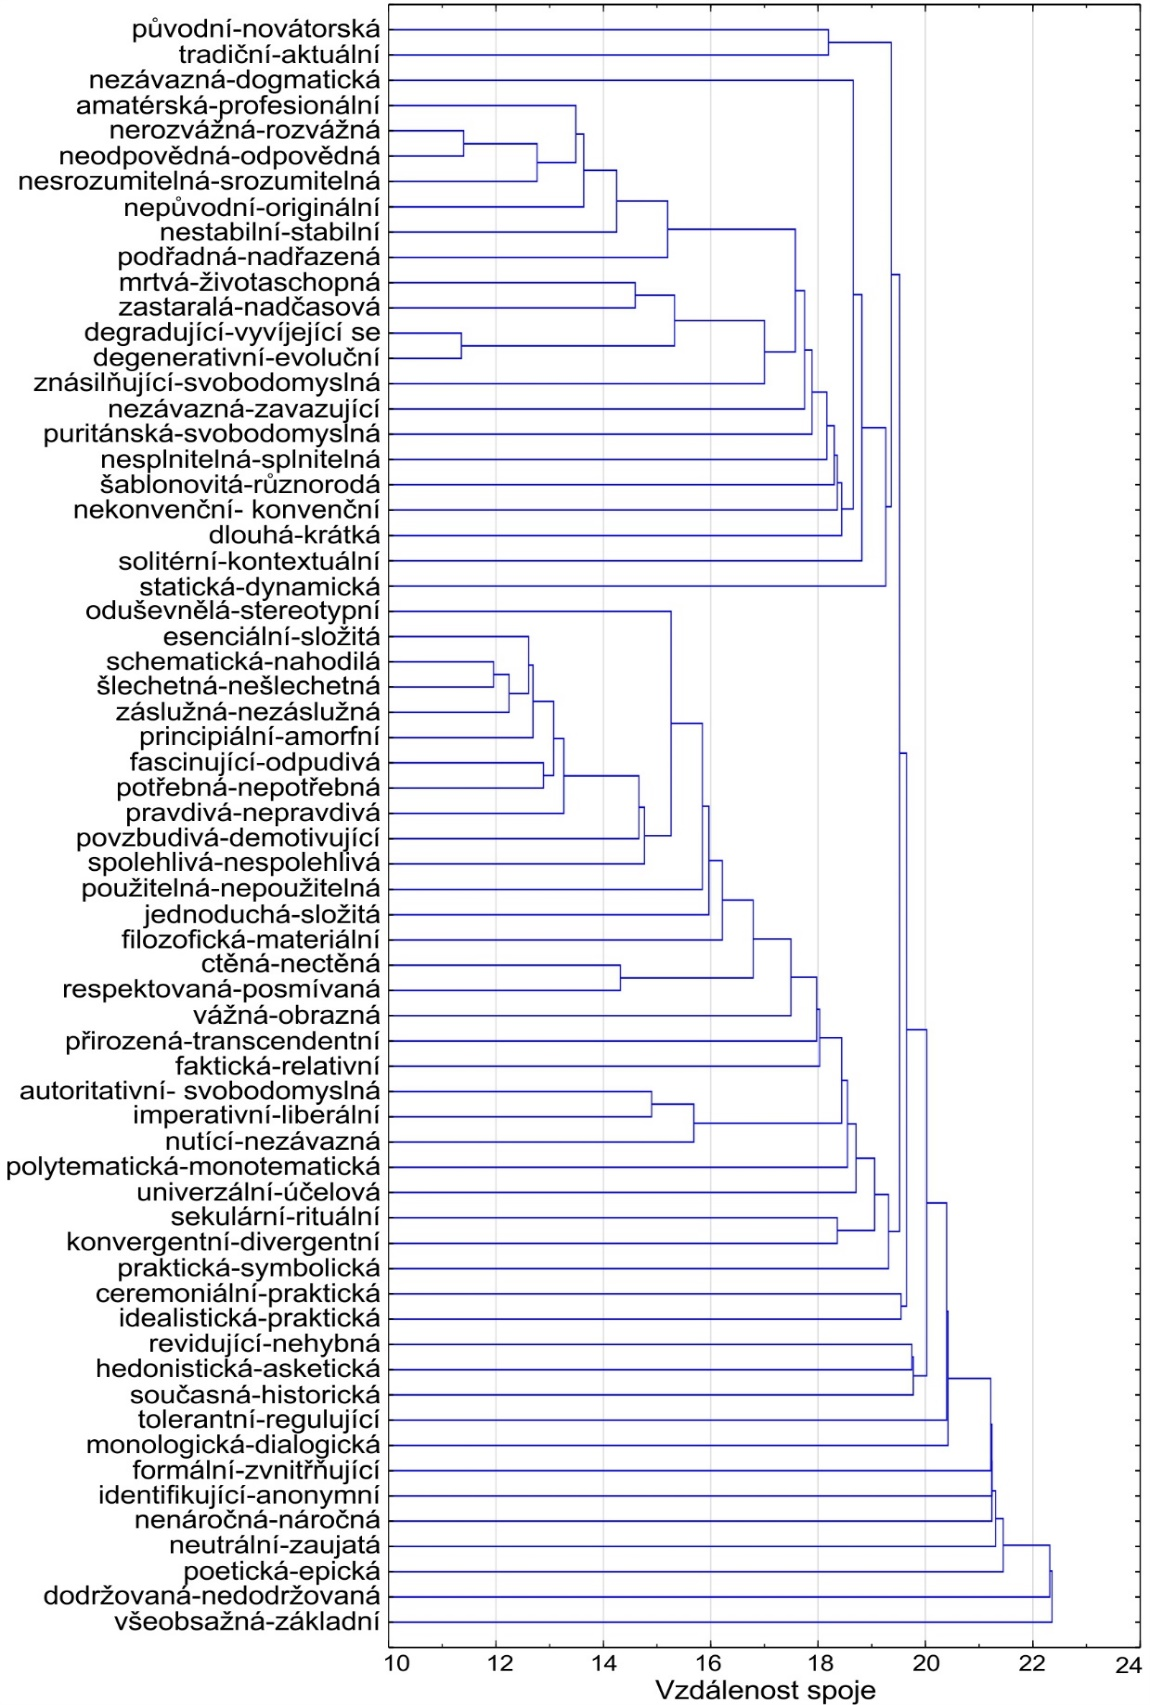 původní-novátorská
tradiční-aktuální
nezávazná-dogmatická
amatérská-profesionální
nerozvážná-rozvážná
neodpovědná-odpovědná
nesrozumitelná-srozumitelná
nepůvodní-originální
nestabilní-stabilní
podřadná-nadřazená
mrtvá-životaschopná
zastaralá-nadčasová
degradující-vyvíjející se
degenerativní-evoluční
znásilňující-svobodomyslná
nezávazná-zavazující
puritánská-svobodomyslná
nesplnitelná-splnitelná
šablonovitá-různorodá
nekonvenční- konvenční
dlouhá-krátká
solitérní-kontextuální
statická-dynamická
oduševnělá-stereotypní
esenciální-složitá
schematická-nahodilá
šlechetná-nešlechetná
záslužná-nezáslužná
principiální-amorfní
fascinující-odpudivá
potřebná-nepotřebná
pravdivá-nepravdivá
povzbudivá-demotivující
spolehlivá-nespolehlivá
použitelná-nepoužitelná
jednoduchá-složitá
filozofická-materiální
ctěná-nectěná
respektovaná-posmívaná
vážná-obrazná
přirozená-transcendentní
faktická-relativní
autoritativní- svobodomyslná
imperativní-liberální
nutící-nezávazná
polytematická-monotematická
univerzální-účelová
sekulární-rituální
konvergentní-divergentní
praktická-symbolická
ceremoniální-praktická
idealistická-praktická
revidující-nehybná
hedonistická-asketická
současná-historická
tolerantní-regulující
monologická-dialogická
formální-zvnitřňující
identifikující-anonymní
nenáročná-náročná
neutrální-zaujatá
poetická-epická
dodržovaná-nedodržovaná
všeobsažná-základní
10 12 14 16 18 20 22 24
Vzdálenost spoje